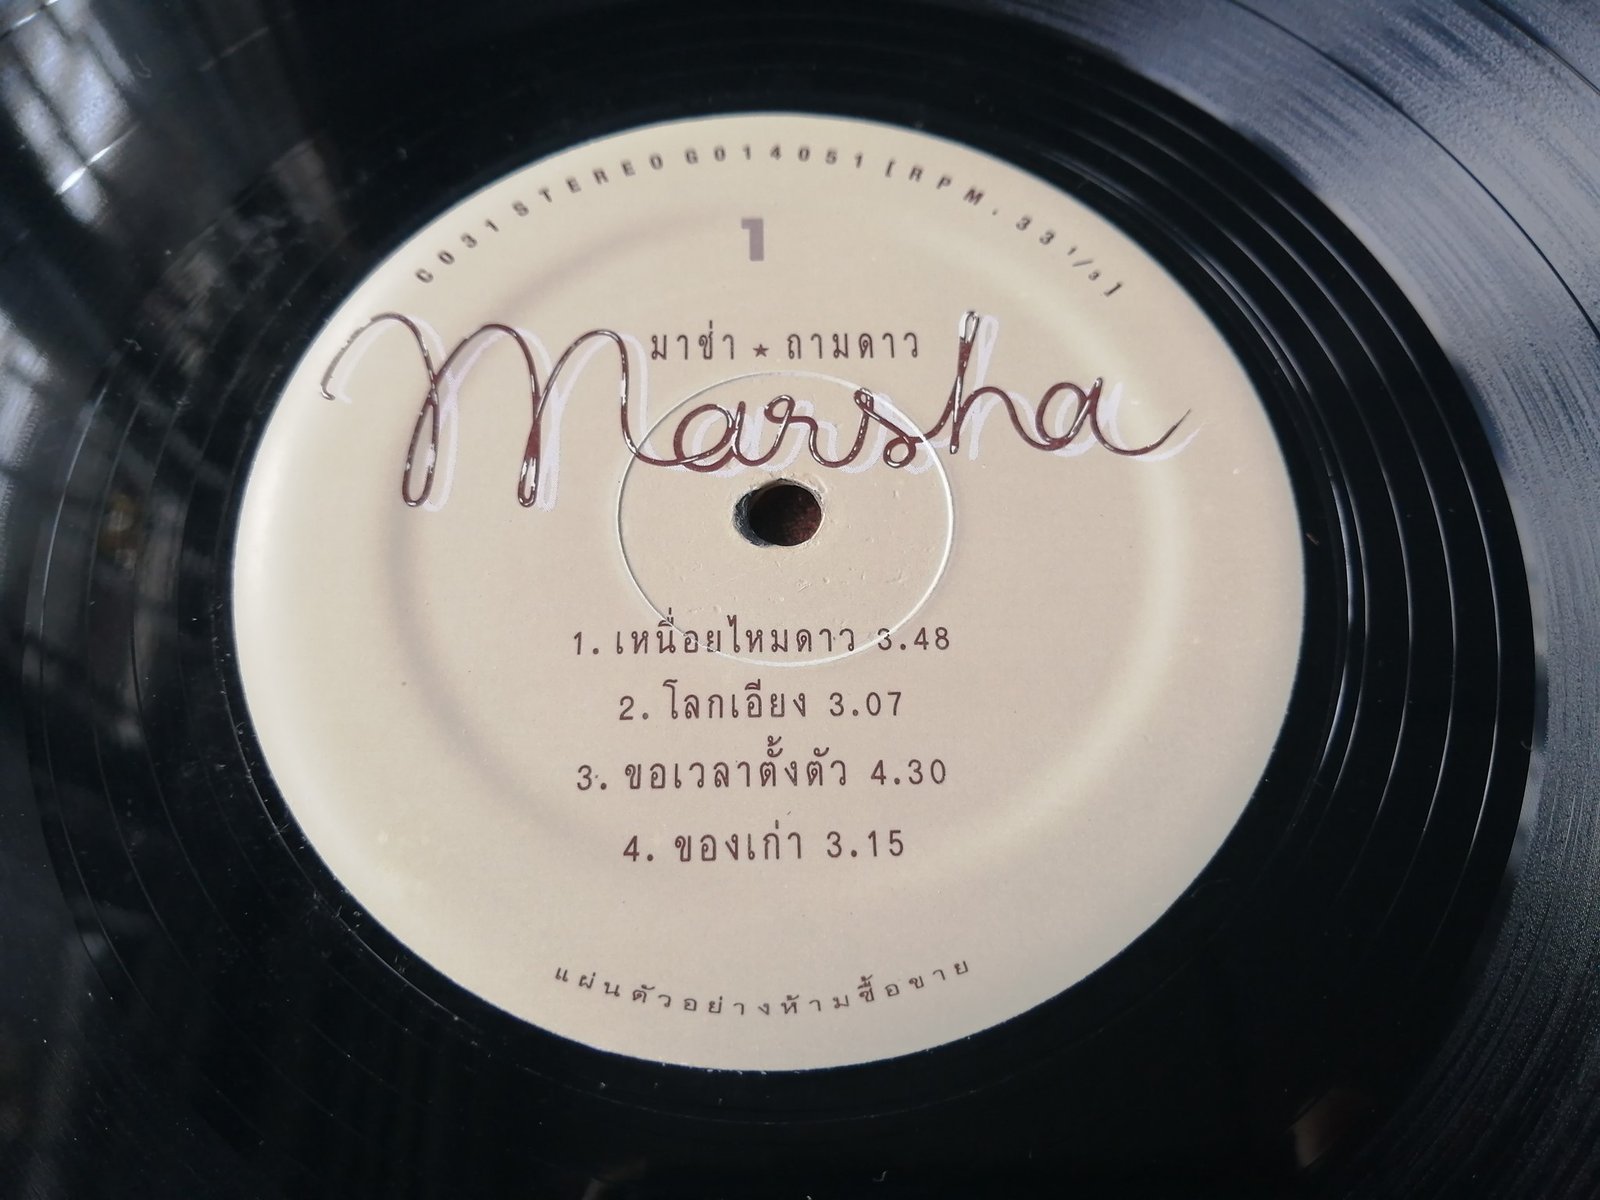 C031 STEREO G014051 [RPM. 33 1/3]
1
มาช่า ★ ถามดาว
Marsha
1. เหนื่อยไหมดาว 3.48
2. โลกเอียง 3.07
3. ขอเวลาตั้งตัว 4.30
4. ของเก่า 3.15
แผ่นตัวอย่างห้ามซื้อขาย